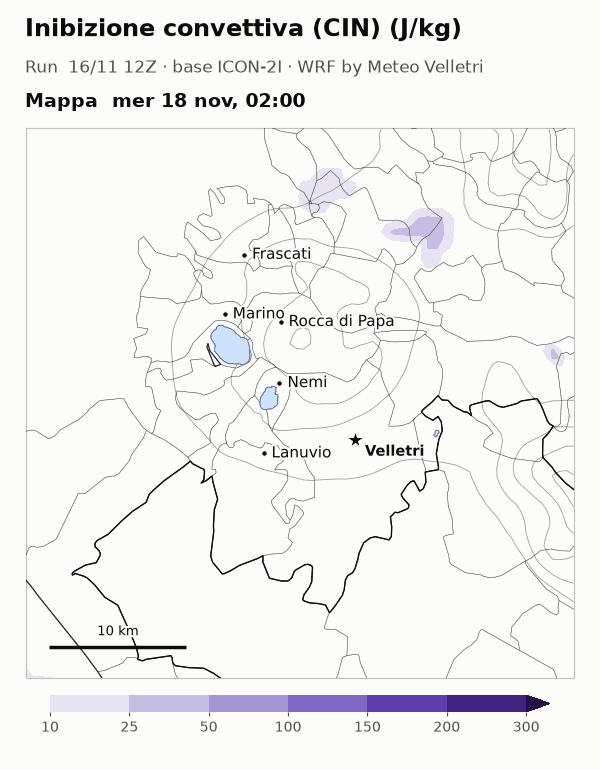 Inibizione convettiva (CIN) (J/kg)
Run  16/11 12Z · base ICON-2I · WRF by Meteo Velletri
Mappa  mer 18 nov, 02:00
Frascati
Marino
Rocca di Papa
Nemi
Velletri
Lanuvio
10 km
10 25 50 100 150 200 300